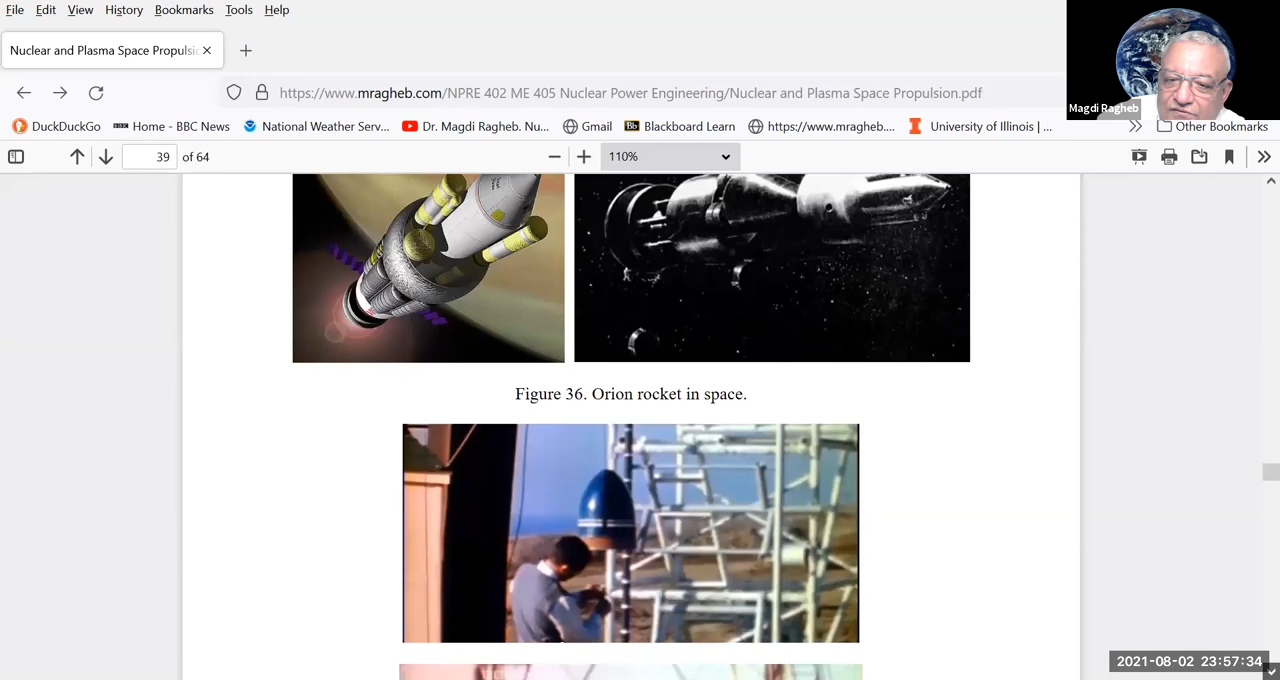 File Edit View History Bookmarks Tools Help
Nuclear and Plasma Space Propulsi
https://www.mragheb.com/NPRE 402 ME 405 Nuclear Power Engineering/Nuclear and Plasma Space Propulsion.pdf
Magdi Ragheb
DuckDuckGo BBC Home - BBC News National Weather Serv... Dr. Magdi Ragheb. Nu... Gmail Bb Blackboard Learn https://www.mragheb.... I University of Illinois |... Other Bookmarks
39 of 64 110%
Figure 36. Orion rocket in space.
2021-08-02 23:57:34